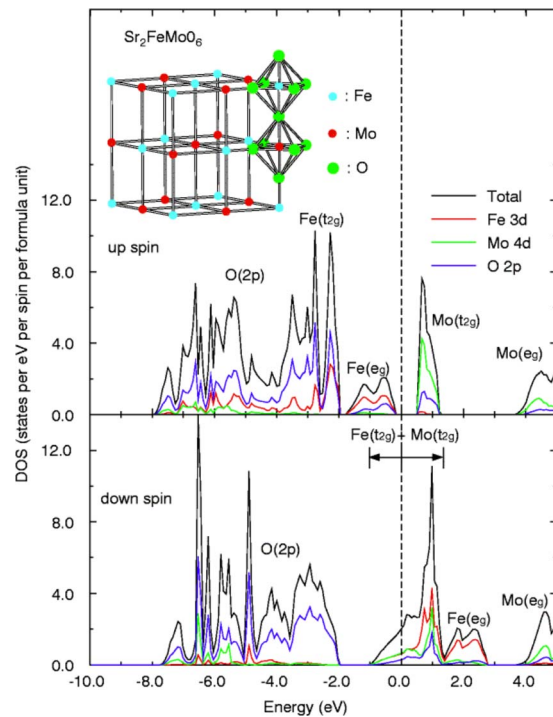 Sr2FeMoO6
: Fe
: Mo
: O
12.0
Total
Fe 3d
Mo 4d
O 2p
Fe(t2g)
up spin
O(2p)
8.0
Mo(t2g)
4.0
Fe(eg)
Mo(eg)
0.0
DOS (states per eV per spin per formula unit)
Fe(t2g) - Mo(t2g)
down spin
12.0
8.0
O(2p)
4.0
Fe(eg)
Mo(eg)
0.0
-10.0 -8.0 -6.0 -4.0 -2.0 0.0 2.0 4.0
Energy (eV)